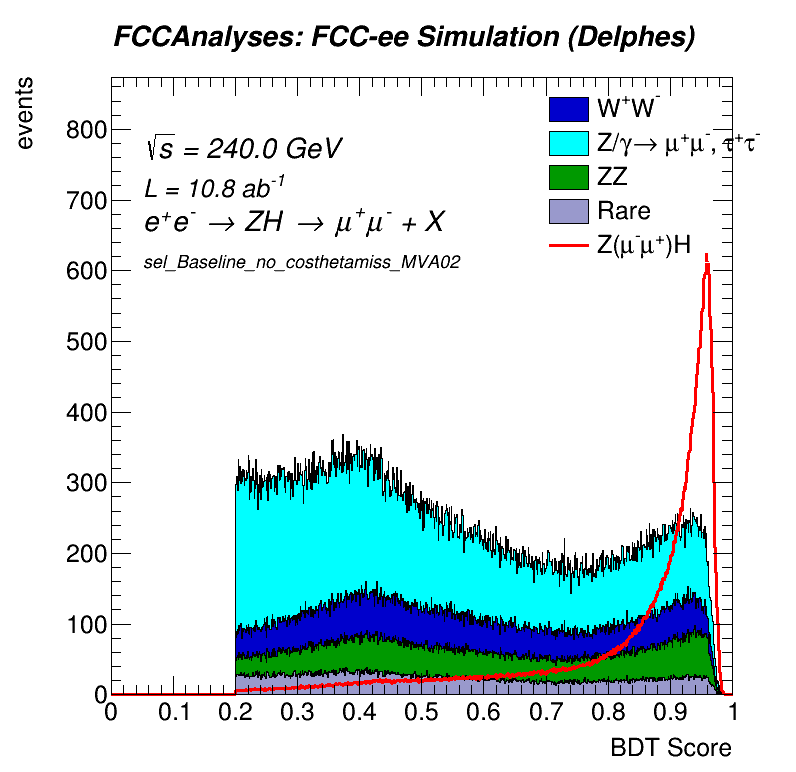 FCCAnalyses: FCC-ee Simulation (Delphes)
events
√s = 240.0 GeV
L = 10.8 ab⁻¹
e⁺e⁻ → ZH → μ⁺μ⁻ + X
sel_Baseline_no_costhetamiss_MVA02
W⁺W⁻
Z/γ→ μ⁺μ⁻, τ⁺τ⁻
ZZ
Rare
Z(μ⁻μ⁺)H
800
700
600
500
400
300
200
100
0
0 0.1 0.2 0.3 0.4 0.5 0.6 0.7 0.8 0.9 1
BDT Score